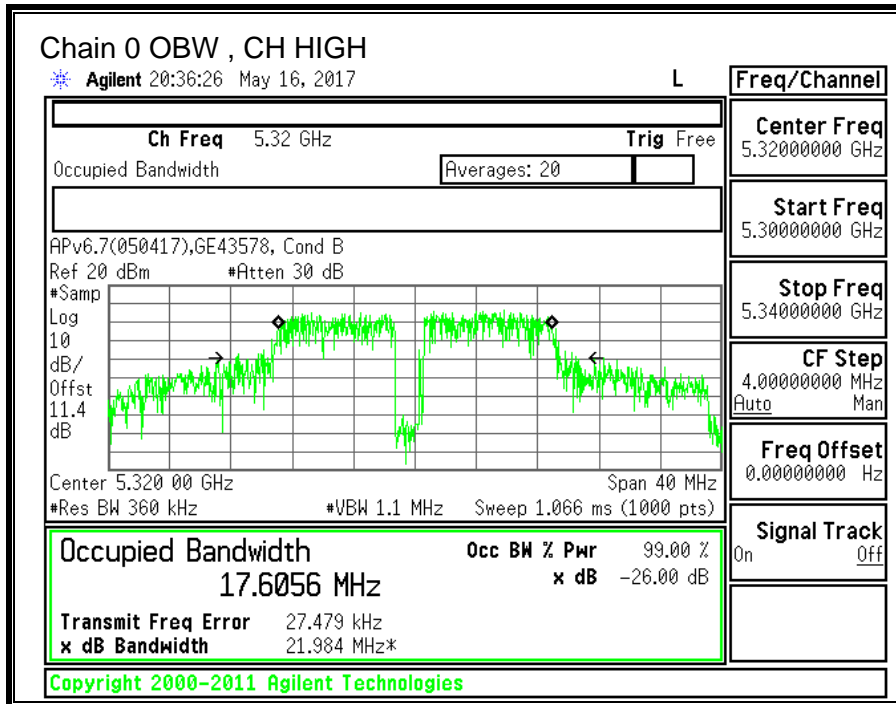 Chain 0 OBW , CH HIGH
Agilent 20:36:26 May 16, 2017 L
Freq/Channel
Ch Freq 5.32 GHz Trig Free
Occupied Bandwidth Averages: 20
APv6.7(050417),GE43578, Cond B
Ref 20 dBm #Atten 30 dB
#Samp
Log
10
dB/
Offst
11.4
dB
Center 5.320 00 GHz Span 40 MHz
#Res BW 360 kHz #VBW 1.1 MHz Sweep 1.066 ms (1000 pts)
Occupied Bandwidth Occ BW % Pwr 99.00 %
17.6056 MHz x dB -26.00 dB
Transmit Freq Error 27.479 kHz
x dB Bandwidth 21.984 MHz*
Copyright 2000-2011 Agilent Technologies
Center Freq
5.32000000 GHz
Start Freq
5.30000000 GHz
Stop Freq
5.34000000 GHz
CF Step
4.00000000 MHz
Auto Man
Freq Offset
0.00000000 Hz
Signal Track
On Off